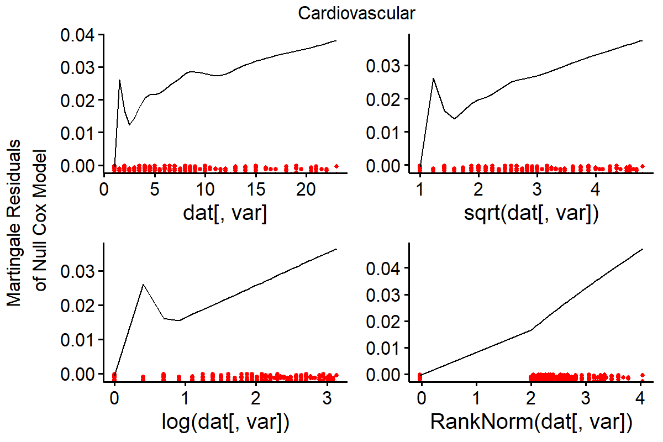 Cardiovascular
Martingale Residuals
of Null Cox Model
0.04
0.03
0.02
0.01
0.00
0 5 10 15 20
dat[, var]
0.03
0.02
0.01
0.00
1 2 3 4
sqrt(dat[, var])
0.03
0.02
0.01
0.00
0 1 2 3
log(dat[, var])
0.04
0.03
0.02
0.01
0.00
0 1 2 3 4
RankNorm(dat[, var])